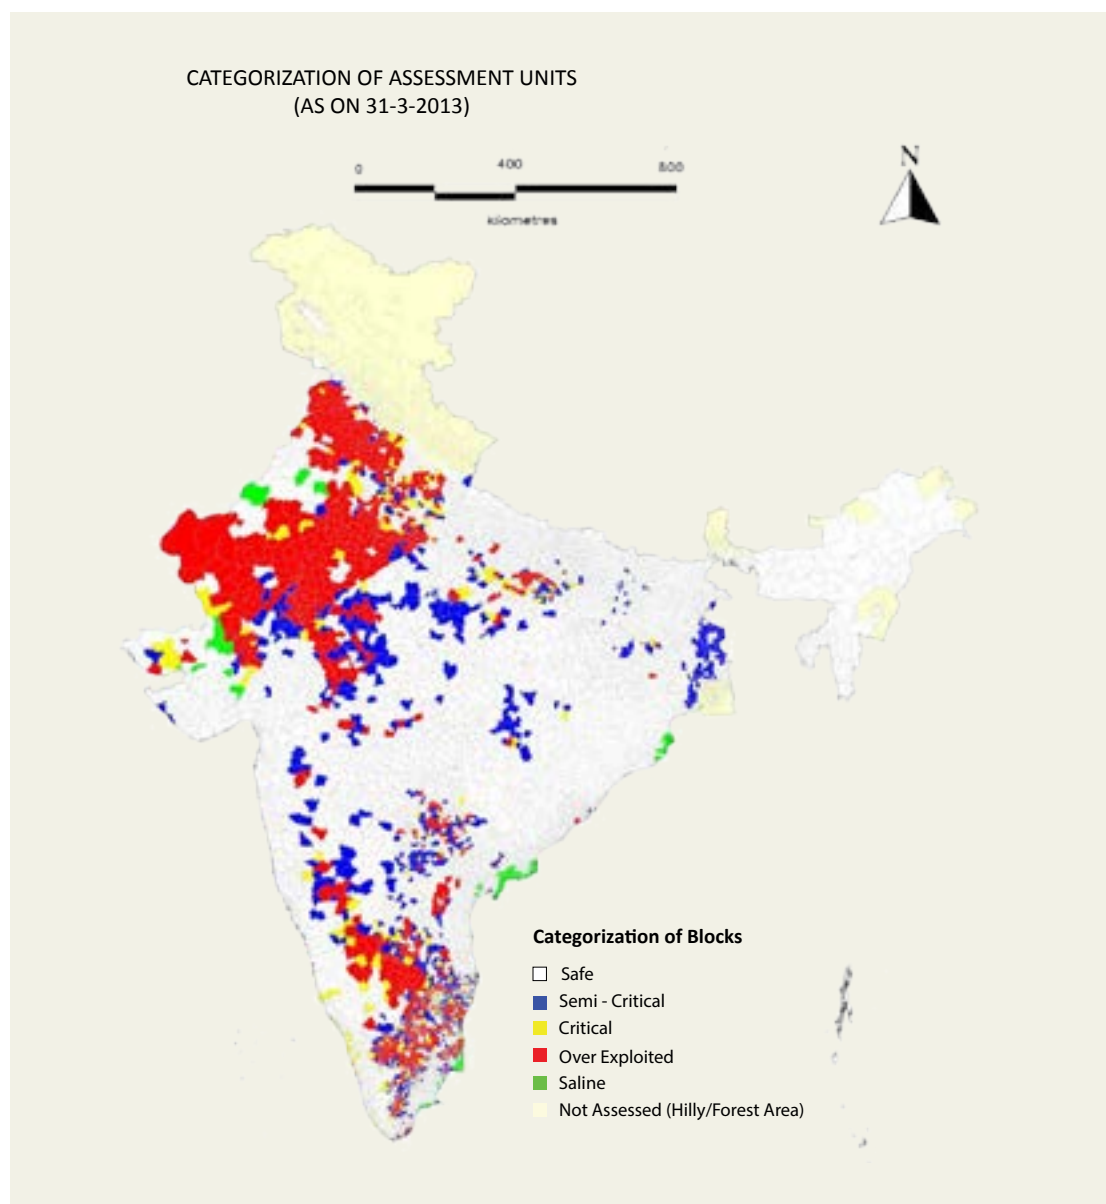 CATEGORIZATION OF ASSESSMENT UNITS
(AS ON 31-3-2013)
0 400 800
kilometres
N
Categorization of Blocks
Safe
Semi - Critical
Critical
Over Exploited
Saline
Not Assessed (Hilly/Forest Area)